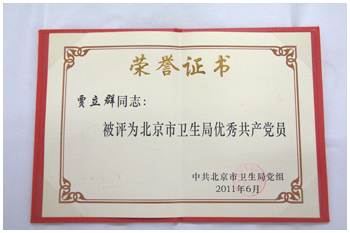 荣誉证书
贾立群同志:
被评为北京市卫生局优秀共产党员
中共北京市卫生局党组
2011年6月